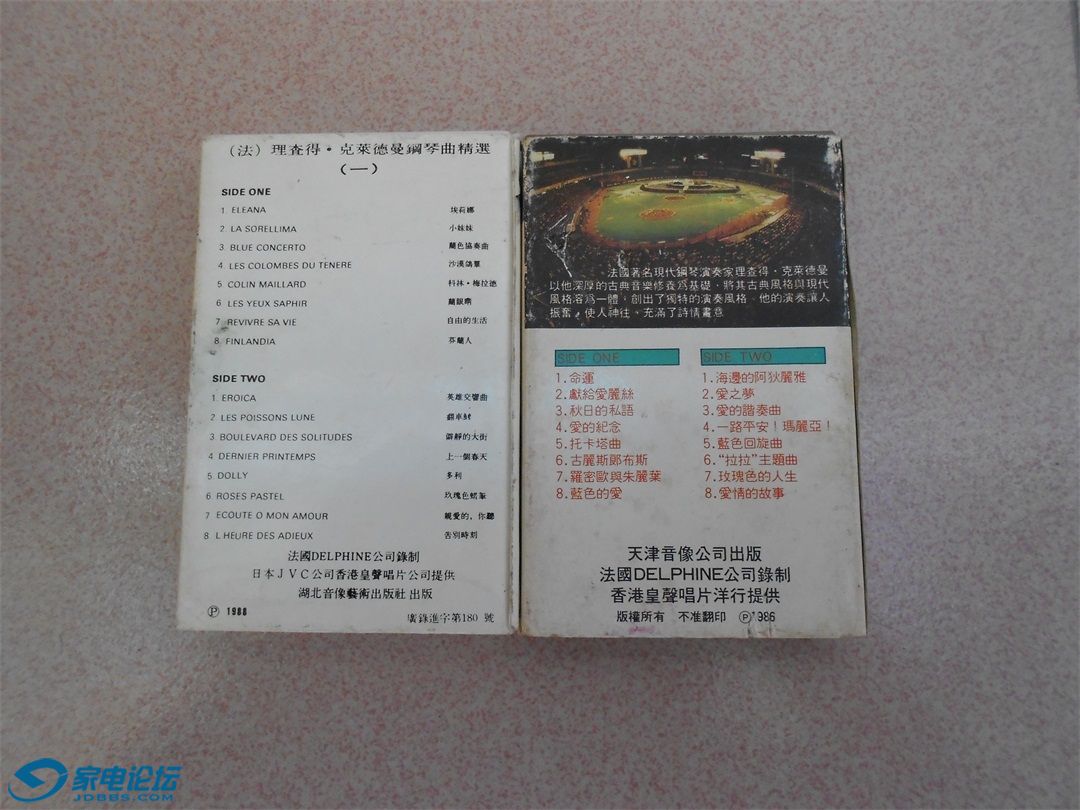 （法）理查得·克萊德曼鋼琴曲精選
（一）
SIDE ONE
1. ELEANA 埃莉娜
2. LA SORELLIMA 小妹妹
3 BLUE CONCERTO 蘭色協奏曲
4 LES COLOMBES DU TENERE 沙漠鴿羣
5 COLIN MAILLARD 科林·梅拉德
6 LES YEUX SAPHIR 蘭眼睛
7 REVIVRE SA VIE 自由的生活
8. FINLANDIA 芬蘭人
SIDE TWO
1 EROICA 英雄交響曲
2 LES POISSONS LUNE 翻車魨
3 BOULEVARD DES SOLITUDES 僻靜的大街
4 DERNIER PRINTEMPS 上一個春天
5 DOLLY 多利
6 ROSES PASTEL 玫瑰色蜡筆
7 ECOUTE O MON AMOUR 親愛的，你聽
8 L HEURE DES ADIEUX 告別時刻
法國DELPHINE公司錄制
日本JVC公司香港皇聲唱片公司提供
湖北音像藝術出版社 出版
Ⓟ 1988
廣錄進字第180 號
法國著名現代鋼琴演奏家理查得·克萊德曼
以他深厚的古典音樂修養爲基礎，將其古典風格與現代
風格容爲一體，創出了獨特的演奏風格。他的演奏讓人
振奮、使人神往、充滿了詩情畫意
SIDE ONE
1.命運
2.獻給愛麗絲
3.秋日的私語
4.愛的紀念
5.托卡塔曲
6.古麗斯鄖布斯
7.羅密歐與朱麗葉
8.藍色的愛
SIDE TWO
1.海邊的阿狄麗雅
2.愛之夢
3.愛的諧奏曲
4.一路平安！瑪麗亞！
5.藍色回旋曲
6.“拉拉”主題曲
7.玫瑰色的人生
8.愛情的故事
天津音像公司出版
法國DELPHINE公司錄制
香港皇聲唱片洋行提供
版權所有 不准翻印 Ⓟ1986
家电论坛
JDBBS.COM